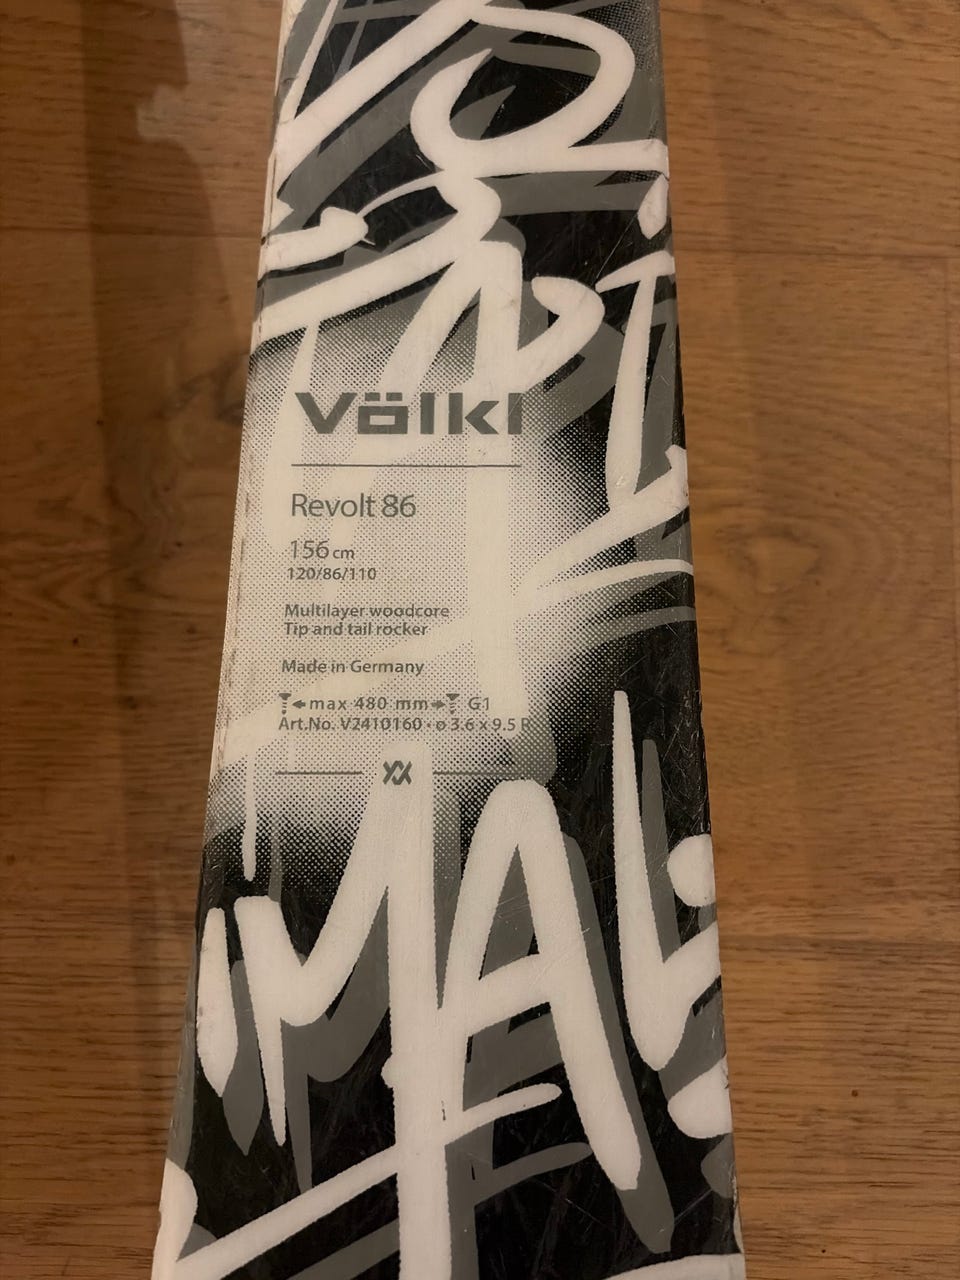 Völkl
Revolt 86
156 cm
120/86/110
Multilayer woodcore
Tip and tail rocker
Made in Germany
max 480 mm G1
Art.No. V2410160 · ø 3.6 x 9.5 R